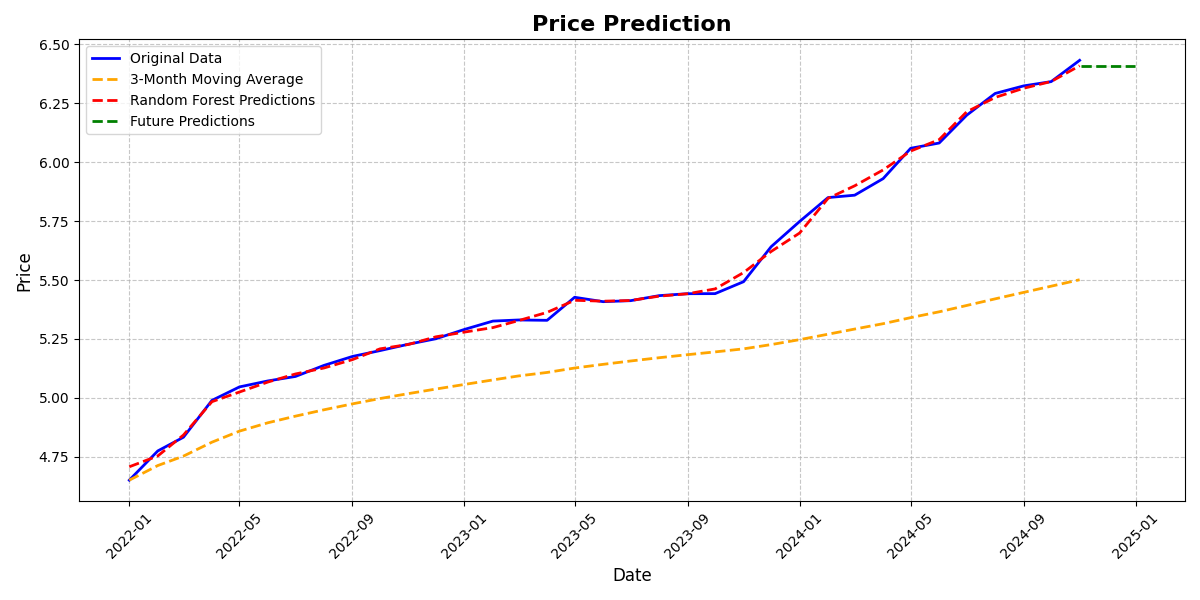 Price Prediction
Original Data
3-Month Moving Average
Random Forest Predictions
Future Predictions
Price
6.50
6.25
6.00
5.75
5.50
5.25
5.00
4.75
2022-01
2022-05
2022-09
2023-01
2023-05
2023-09
2024-01
2024-05
2024-09
2025-01
Date